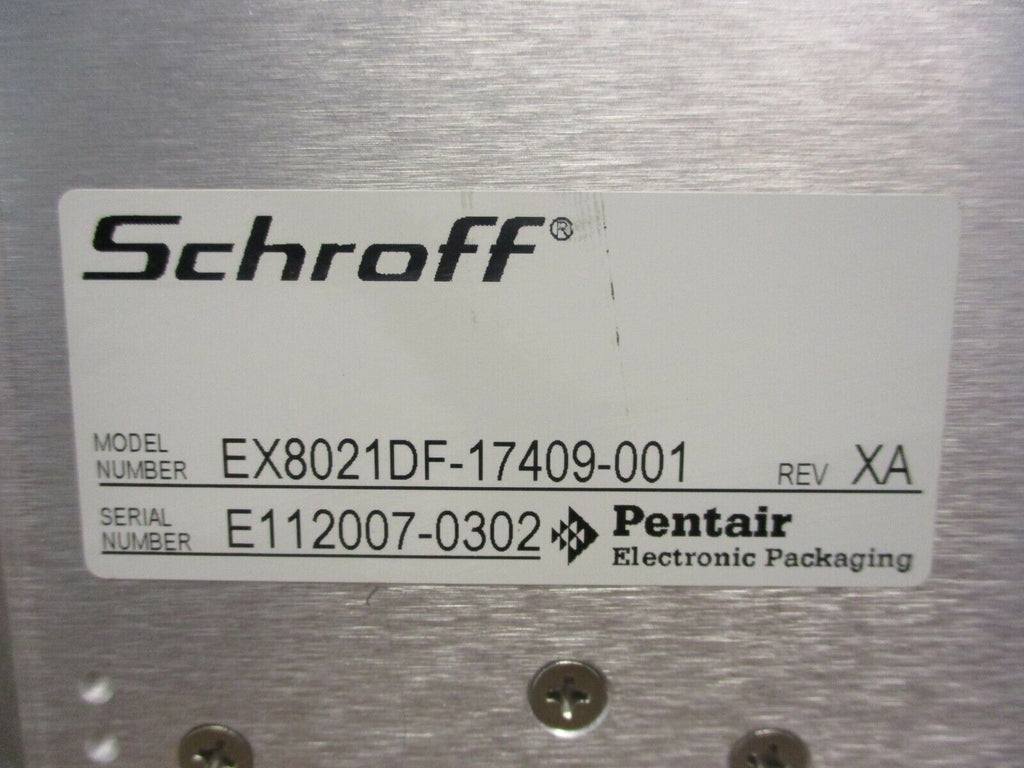 Schroff®
MODEL NUMBER EX8021DF-17409-001 REV XA
SERIAL NUMBER E112007-0302
Pentair
Electronic Packaging